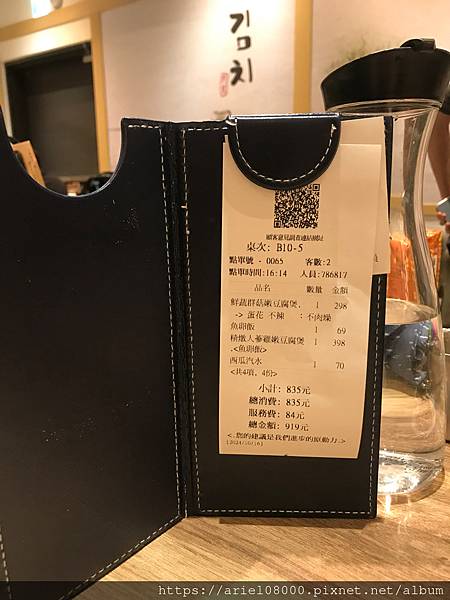 김치
顧客意見調查連結網址
桌次: B10-5
點單號 - 0065 客數:2
點單時間:16:14 人員:786817
品名 數量 金額
鮮蔬群菇嫩豆腐煲. 1 298
-> 蛋花 不辣 :不肉燥
魚卵飯 1 69
精燉人蔘雞嫩豆腐煲. 1 398
.<魚卵飯>
西瓜汽水 1 70
<共4項, 4份>
小計: 835元
總消費: 835元
服務費: 84元
總金額: 919元
<.您的建議是我們進步的原動力.>
[2024/10/16]
https://ariel08000.pixnet.net/album